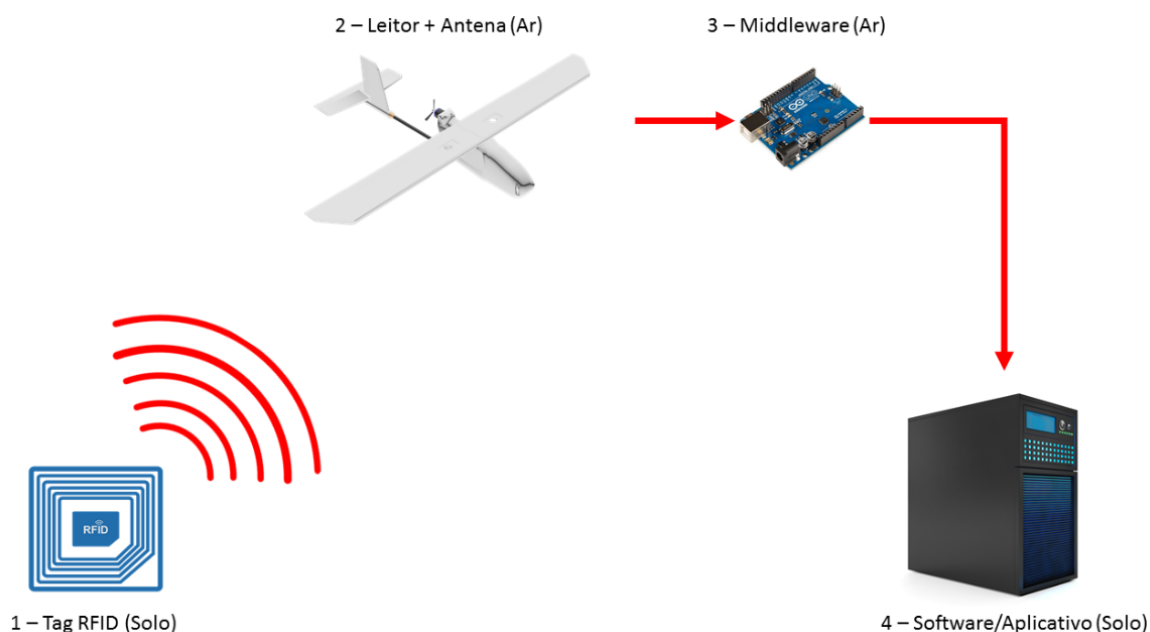 2 – Leitor + Antena (Ar)
3 – Middleware (Ar)
RFID
1 – Tag RFID (Solo)
4 – Software/Aplicativo (Solo)